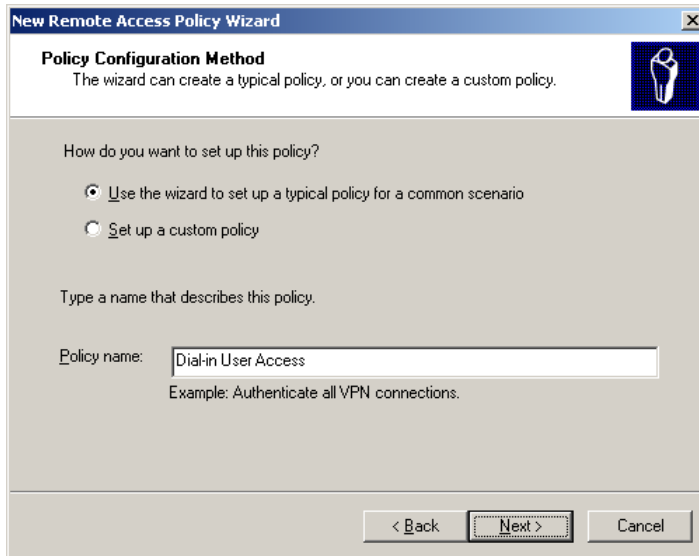 New Remote Access Policy Wizard
Policy Configuration Method
The wizard can create a typical policy, or you can create a custom policy.
How do you want to set up this policy?
Use the wizard to set up a typical policy for a common scenario
Set up a custom policy
Type a name that describes this policy.
Policy name: Dial-in User Access
Example: Authenticate all VPN connections.
< Back Next > Cancel